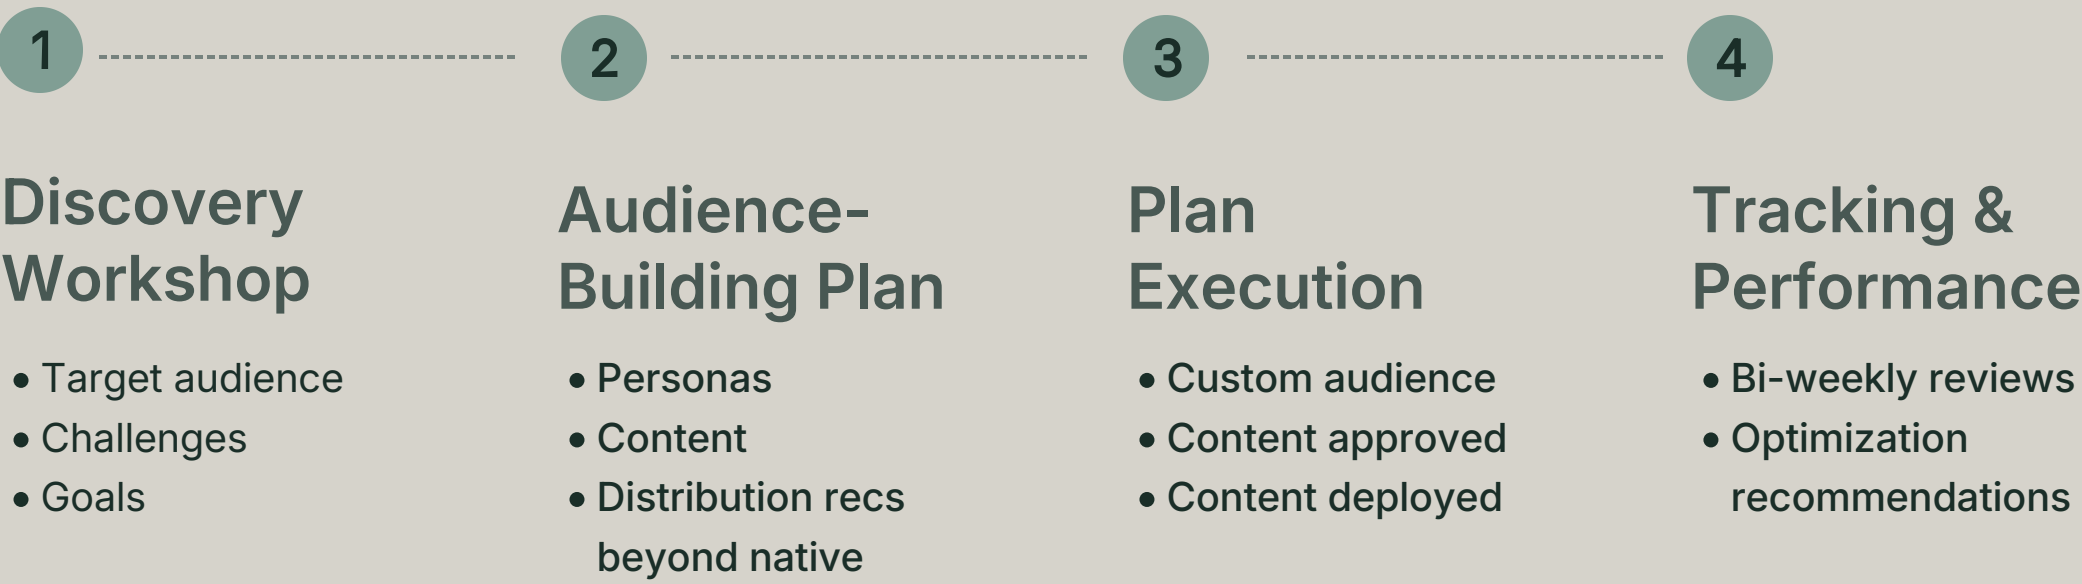 1
Discovery
Workshop
• Target audience
• Challenges
• Goals
2
Audience-
Building Plan
• Personas
• Content
• Distribution recs
beyond native
3
Plan
Execution
• Custom audience
• Content approved
• Content deployed
4
Tracking &
Performance
• Bi-weekly reviews
• Optimization
recommendations